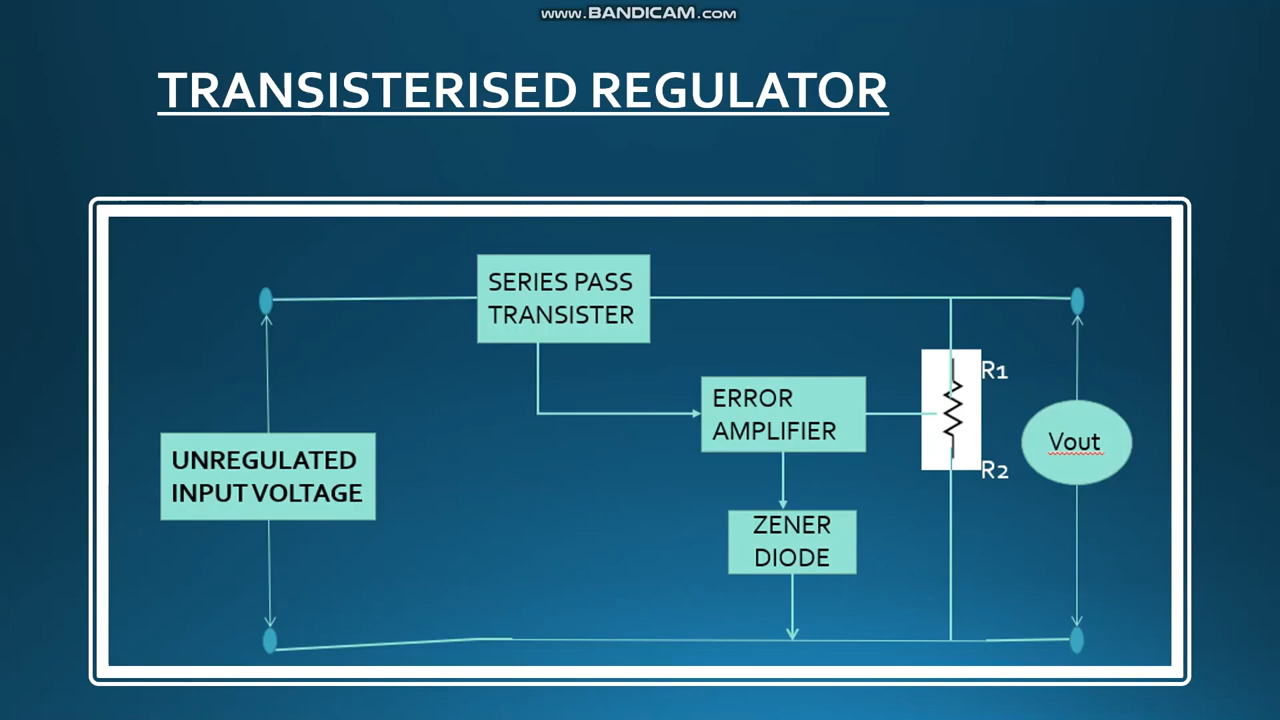 www.BANDICAM.com
TRANSISTERISED REGULATOR
SERIES PASS
TRANSISTER
R1
ERROR
AMPLIFIER
Vout
UNREGULATED
INPUT VOLTAGE
R2
ZENER
DIODE